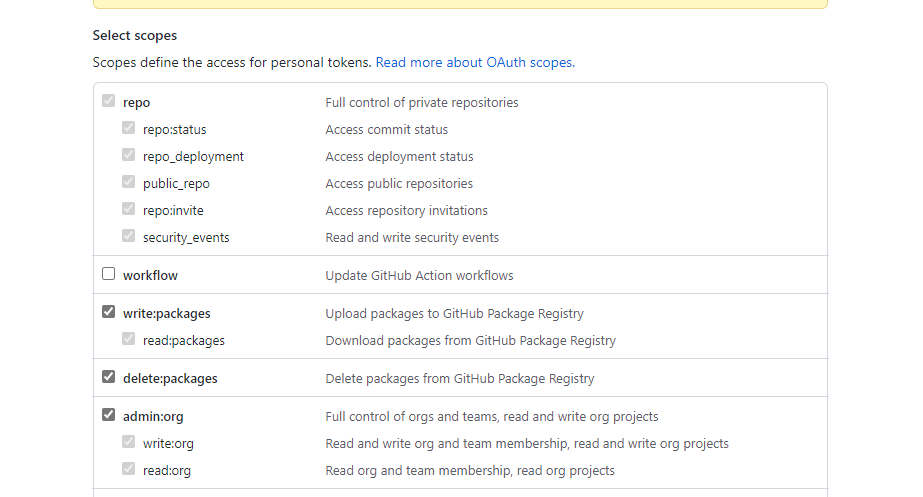 Select scopes
Scopes define the access for personal tokens. Read more about OAuth scopes.
repo Full control of private repositories
repo:status Access commit status
repo_deployment Access deployment status
public_repo Access public repositories
repo:invite Access repository invitations
security_events Read and write security events
workflow Update GitHub Action workflows
write:packages Upload packages to GitHub Package Registry
read:packages Download packages from GitHub Package Registry
delete:packages Delete packages from GitHub Package Registry
admin:org Full control of orgs and teams, read and write org projects
write:org Read and write org and team membership, read and write org projects
read:org Read org and team membership, read org projects